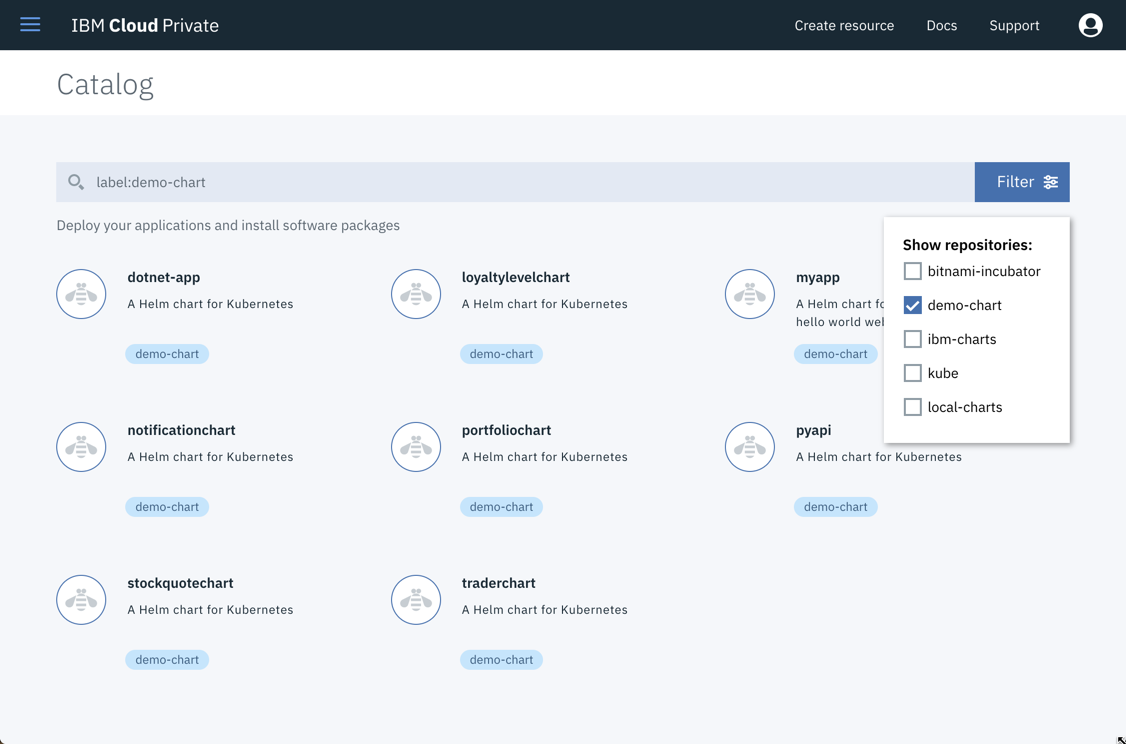 IBM Cloud Private
Create resource
Docs
Support
Catalog
label:demo-chart
Filter
Deploy your applications and install software packages
Show repositories:
bitnami-incubator
demo-chart
ibm-charts
kube
local-charts
dotnet-app
A Helm chart for Kubernetes
demo-chart
loyaltylevelchart
A Helm chart for Kubernetes
demo-chart
myapp
A Helm chart
hello world
demo-chart
notificationchart
A Helm chart for Kubernetes
demo-chart
portfoliochart
A Helm chart for Kubernetes
demo-chart
pyapi
A Helm chart for Kubernetes
demo-chart
stockquotechart
A Helm chart for Kubernetes
demo-chart
traderchart
A Helm chart for Kubernetes
demo-chart